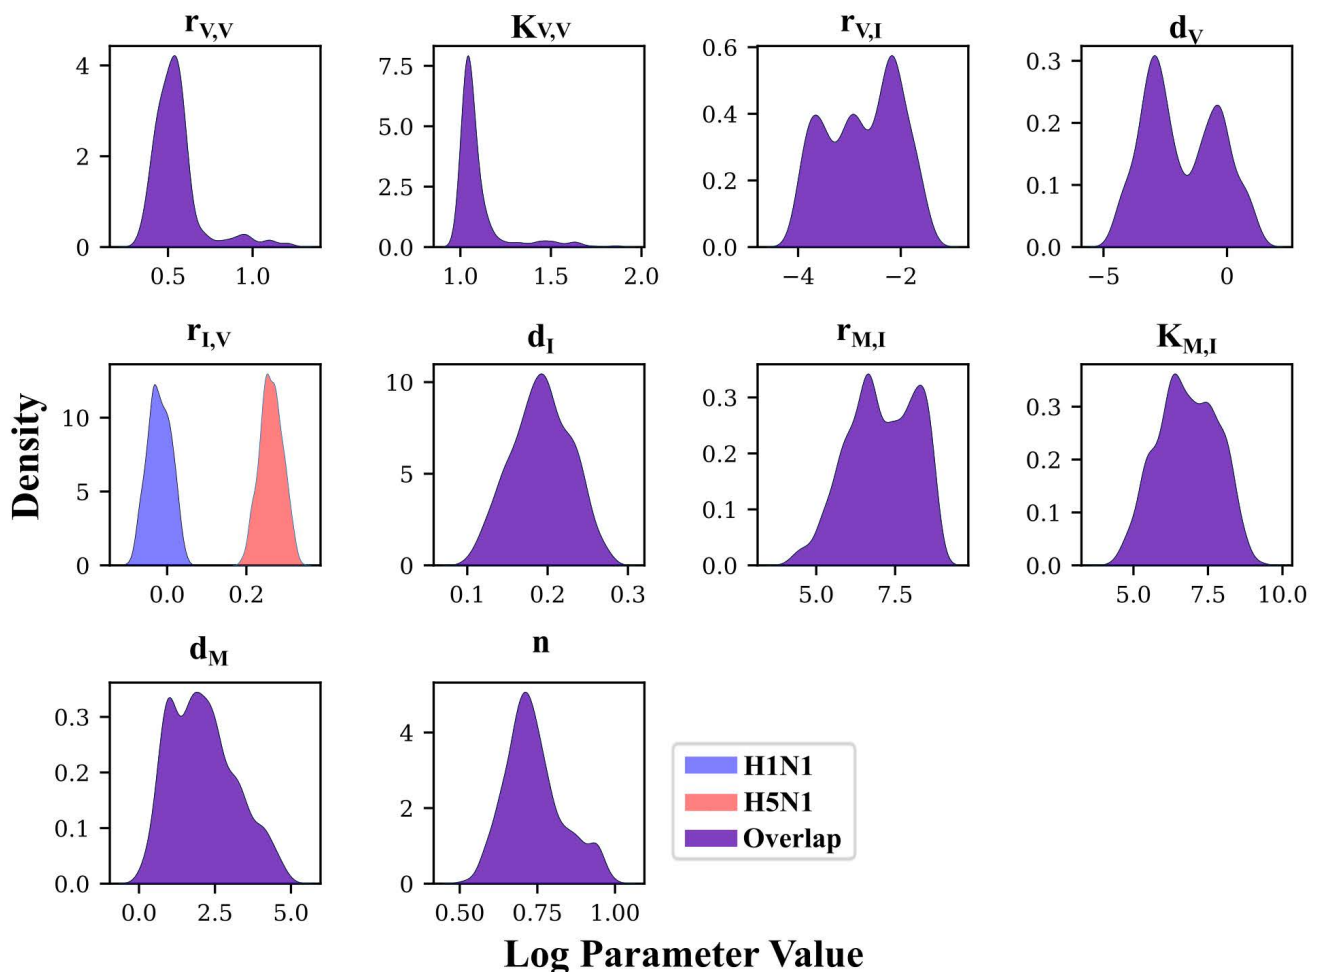 r_V,V K_V,V r_V,I d_V
4 2 0 0.5 1.0
7.5 5.0 2.5 0.0 1.0 1.5 2.0
0.6 0.4 0.2 0.0 −4 −2
0.3 0.2 0.1 0.0 −5 0
r_I,V d_I r_M,I K_M,I
10 5 0 0.0 0.2
10 5 0 0.1 0.2 0.3
0.3 0.2 0.1 0.0 5.0 7.5
0.3 0.2 0.1 0.0 5.0 7.5 10.0
Density
d_M n
0.3 0.2 0.1 0.0 0.0 2.5 5.0
4 2 0 0.50 0.75 1.00
H1N1
H5N1
Overlap
Log Parameter Value